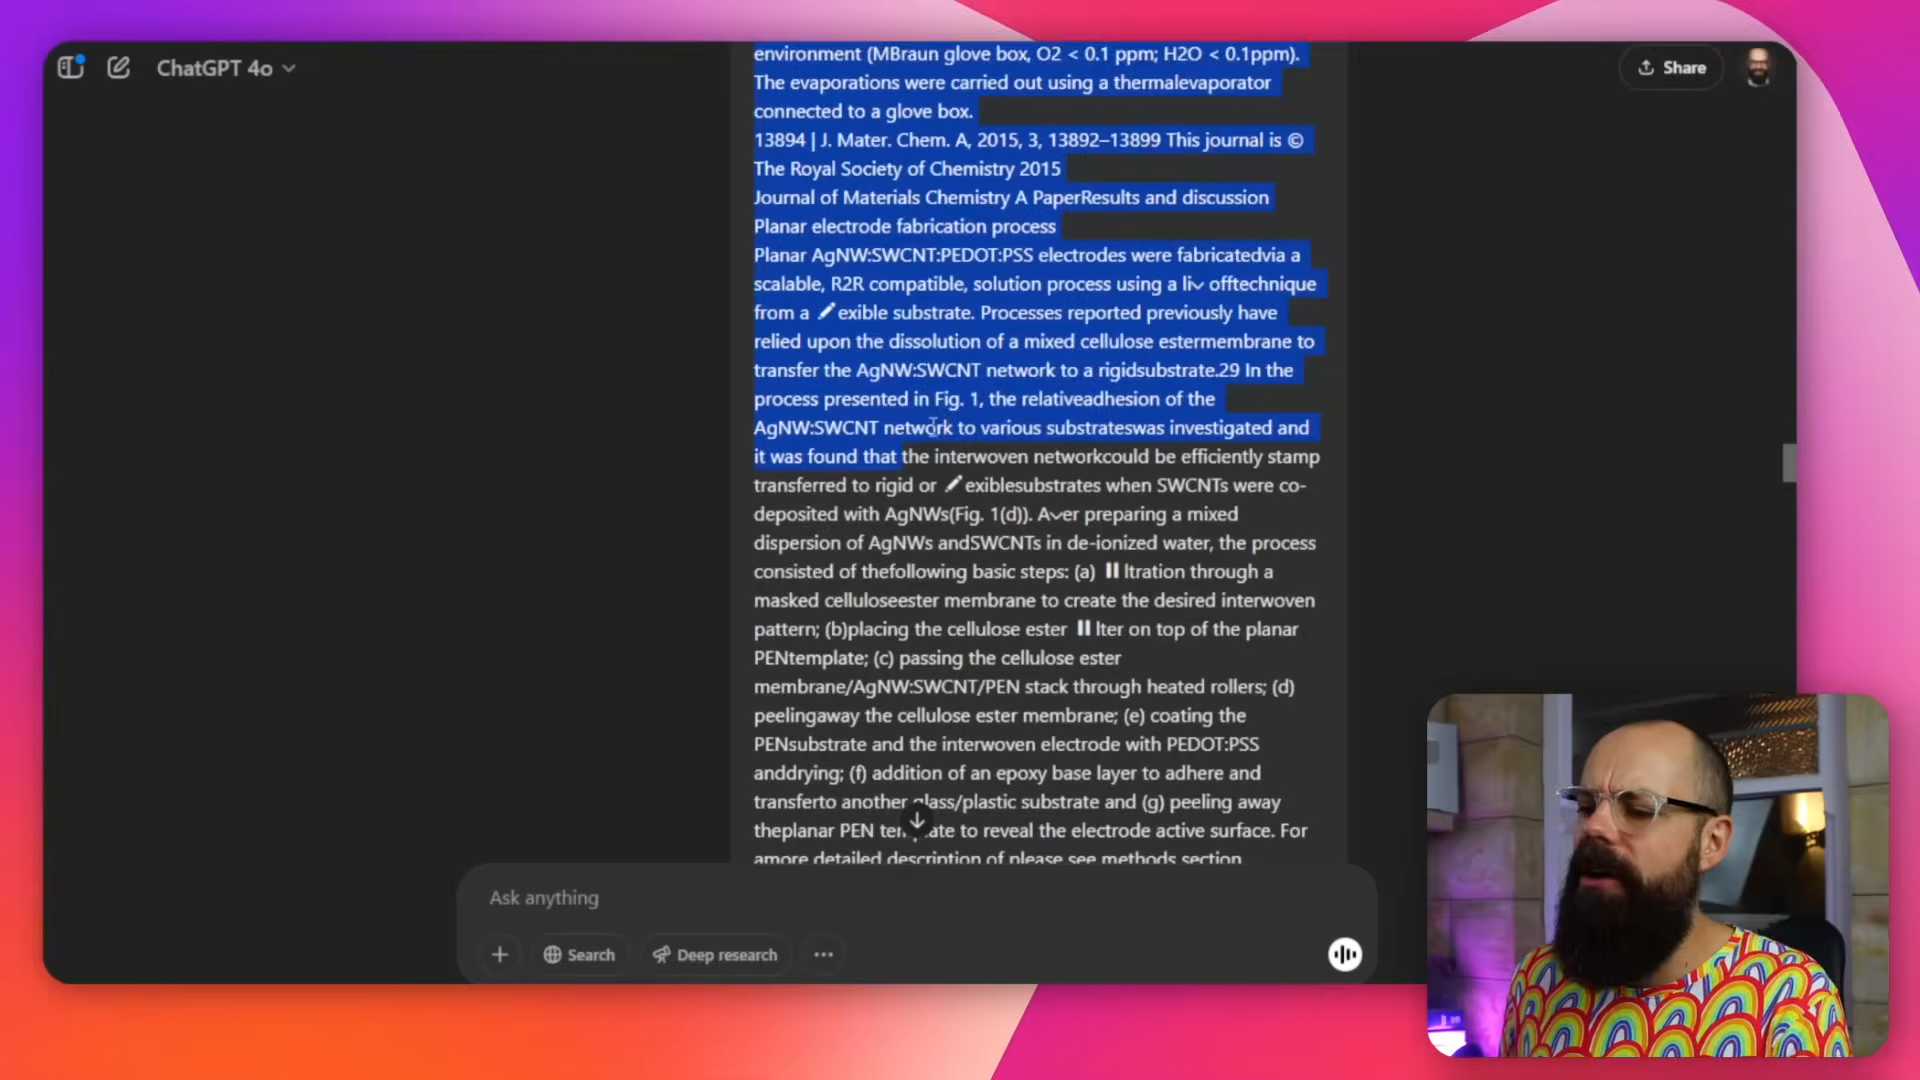 ChatGPT 4o
Share
environment (MBraun glove box, O2 < 0.1 ppm; H2O < 0.1ppm).
The evaporations were carried out using a thermalevaporator
connected to a glove box.
13894 | J. Mater. Chem. A, 2015, 3, 13892–13899 This journal is ©
The Royal Society of Chemistry 2015
Journal of Materials Chemistry A PaperResults and discussion
Planar electrode fabrication process
Planar AgNW:SWCNT:PEDOT:PSS electrodes were fabricatedvia a
scalable, R2R compatible, solution process using a li offtechnique
from a exible substrate. Processes reported previously have
relied upon the dissolution of a mixed cellulose estermembrane to
transfer the AgNW:SWCNT network to a rigidsubstrate.29 In the
process presented in Fig. 1, the relativeadhesion of the
AgNW:SWCNT network to various substrateswas investigated and
it was found that the interwoven networkcould be efficiently stamp
transferred to rigid or exiblesubstrates when SWCNTs were co-
deposited with AgNWs(Fig. 1(d)). A er preparing a mixed
dispersion of AgNWs andSWCNTs in de-ionized water, the process
consisted of thefollowing basic steps: (a) ltration through a
masked celluloseester membrane to create the desired interwoven
pattern; (b)placing the cellulose ester lter on top of the planar
PENtemplate; (c) passing the cellulose ester
membrane/AgNW:SWCNT/PEN stack through heated rollers; (d)
peelingaway the cellulose ester membrane; (e) coating the
PENsubstrate and the interwoven electrode with PEDOT:PSS
anddrying; (f) addition of an epoxy base layer to adhere and
transferto another glass/plastic substrate and (g) peeling away
theplanar PEN template to reveal the electrode active surface. For
amore detailed description of please see methods section.
Ask anything
Search
Deep research